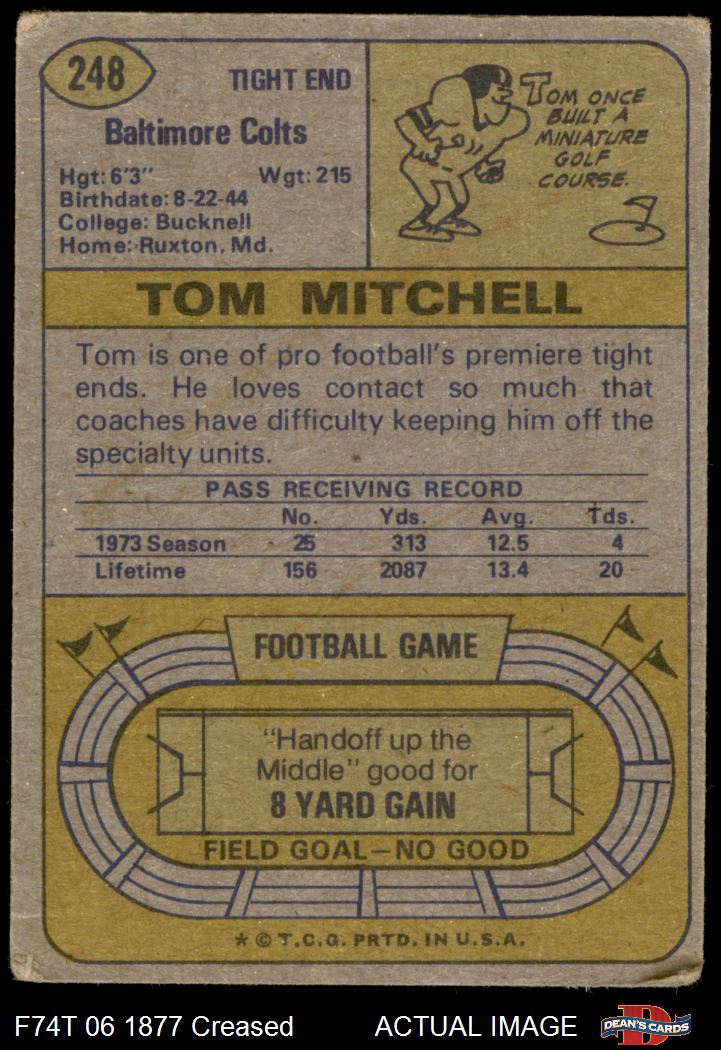 248
TIGHT END
Baltimore Colts
Hgt: 6'3" Wgt: 215
Birthdate: 8-22-44
College: Bucknell
Home: Ruxton, Md.
TOM ONCE
BUILT A
MINIATURE
GOLF
COURSE.
TOM MITCHELL
Tom is one of pro football's premiere tight
ends. He loves contact so much that
coaches have difficulty keeping him off the
specialty units.
PASS RECEIVING RECORD
No. Yds. Avg. Tds.
1973 Season 25 313 12.5 4
Lifetime 156 2087 13.4 20
FOOTBALL GAME
"Handoff up the
Middle" good for
8 YARD GAIN
FIELD GOAL—NO GOOD
* © T.C.G. PRTD. IN U.S.A.
F74T 06 1877 Creased ACTUAL IMAGE
D
DEAN'S CARDS